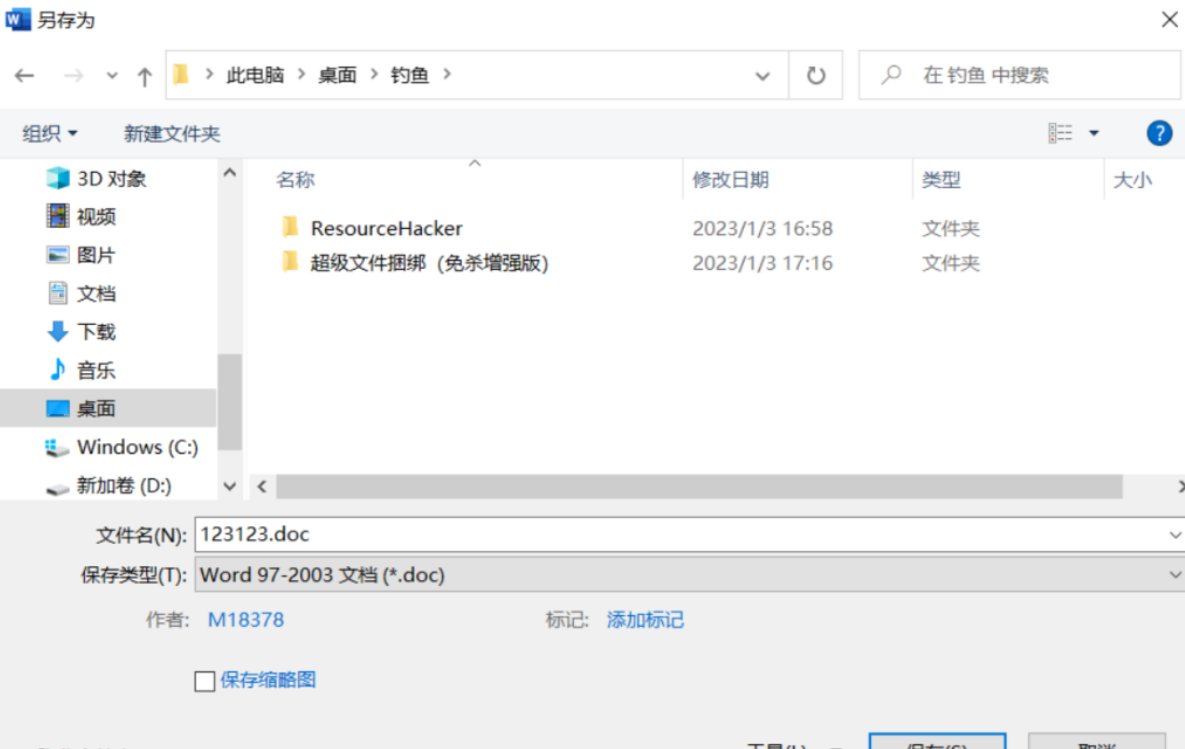 另存为
此电脑 > 桌面 > 钓鱼 >
在 钓鱼 中搜索
组织 新建文件夹
名称 修改日期 类型 大小
3D 对象
视频
图片
文档
下载
音乐
桌面
Windows (C:)
新加卷 (D:)
ResourceHacker 2023/1/3 16:58 文件夹
超级文件捆绑（免杀增强版） 2023/1/3 17:16 文件夹
文件名(N): 123123.doc
保存类型(T): Word 97-2003 文档 (*.doc)
作者: M18378 标记: 添加标记
保存缩略图
工具(L) 保存(S) 取消